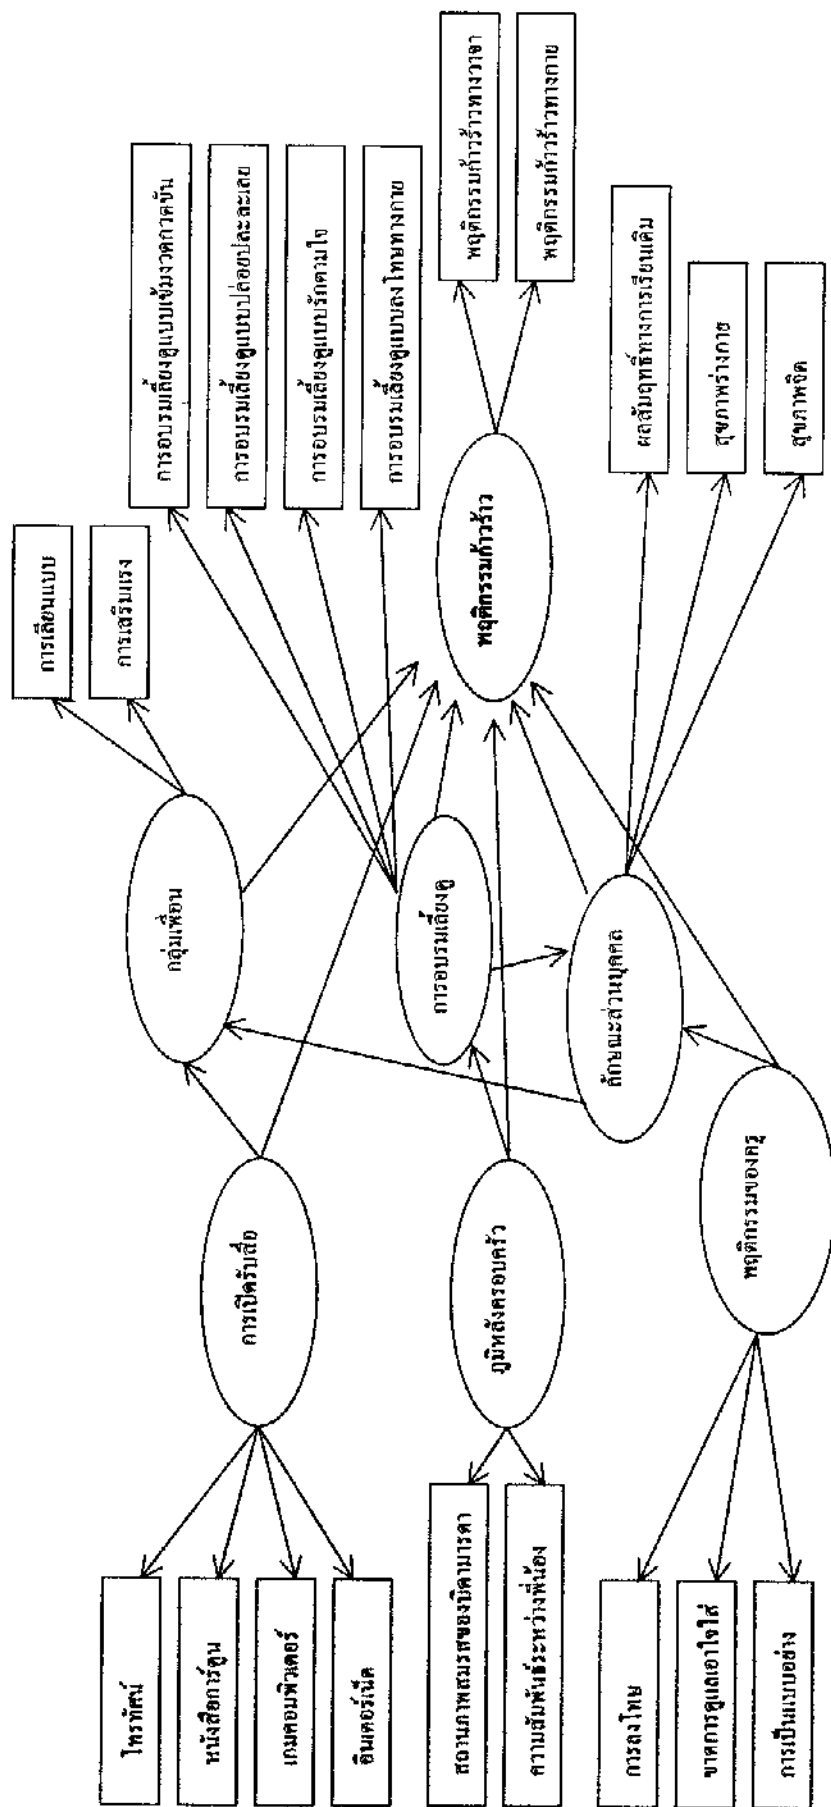 การเลียนแบบ
การเสริมแรง
การอบรมเลี้ยงดูแบบเข้มงวดกวดขัน
การอบรมเลี้ยงดูแบบปล่อยปละละเลย
การอบรมเลี้ยงดูแบบรักตามใจ
การอบรมเลี้ยงดูแบบลงโทษทางกาย
พฤติกรรมก้าวร้าวทางวาจา
พฤติกรรมก้าวร้าวทางกาย
ผลสัมฤทธิ์ทางการเรียนเดิม
สุขภาพร่างกาย
สุขภาพจิต
พฤติกรรมก้าวร้าว
กลุ่มเพื่อน
การอบรมเลี้ยงดู
ลักษณะส่วนบุคคล
การเปิดรับสื่อ
ภูมิหลังครอบครัว
พฤติกรรมของครู
โทรทัศน์
หนังสือการ์ตูน
เกมคอมพิวเตอร์
อินเตอร์เน็ต
สถานภาพสมรสของบิดามารดา
ความสัมพันธ์ระหว่างพี่น้อง
การลงโทษ
ขาดการดูแลเอาใจใส่
การเป็นแบบอย่าง